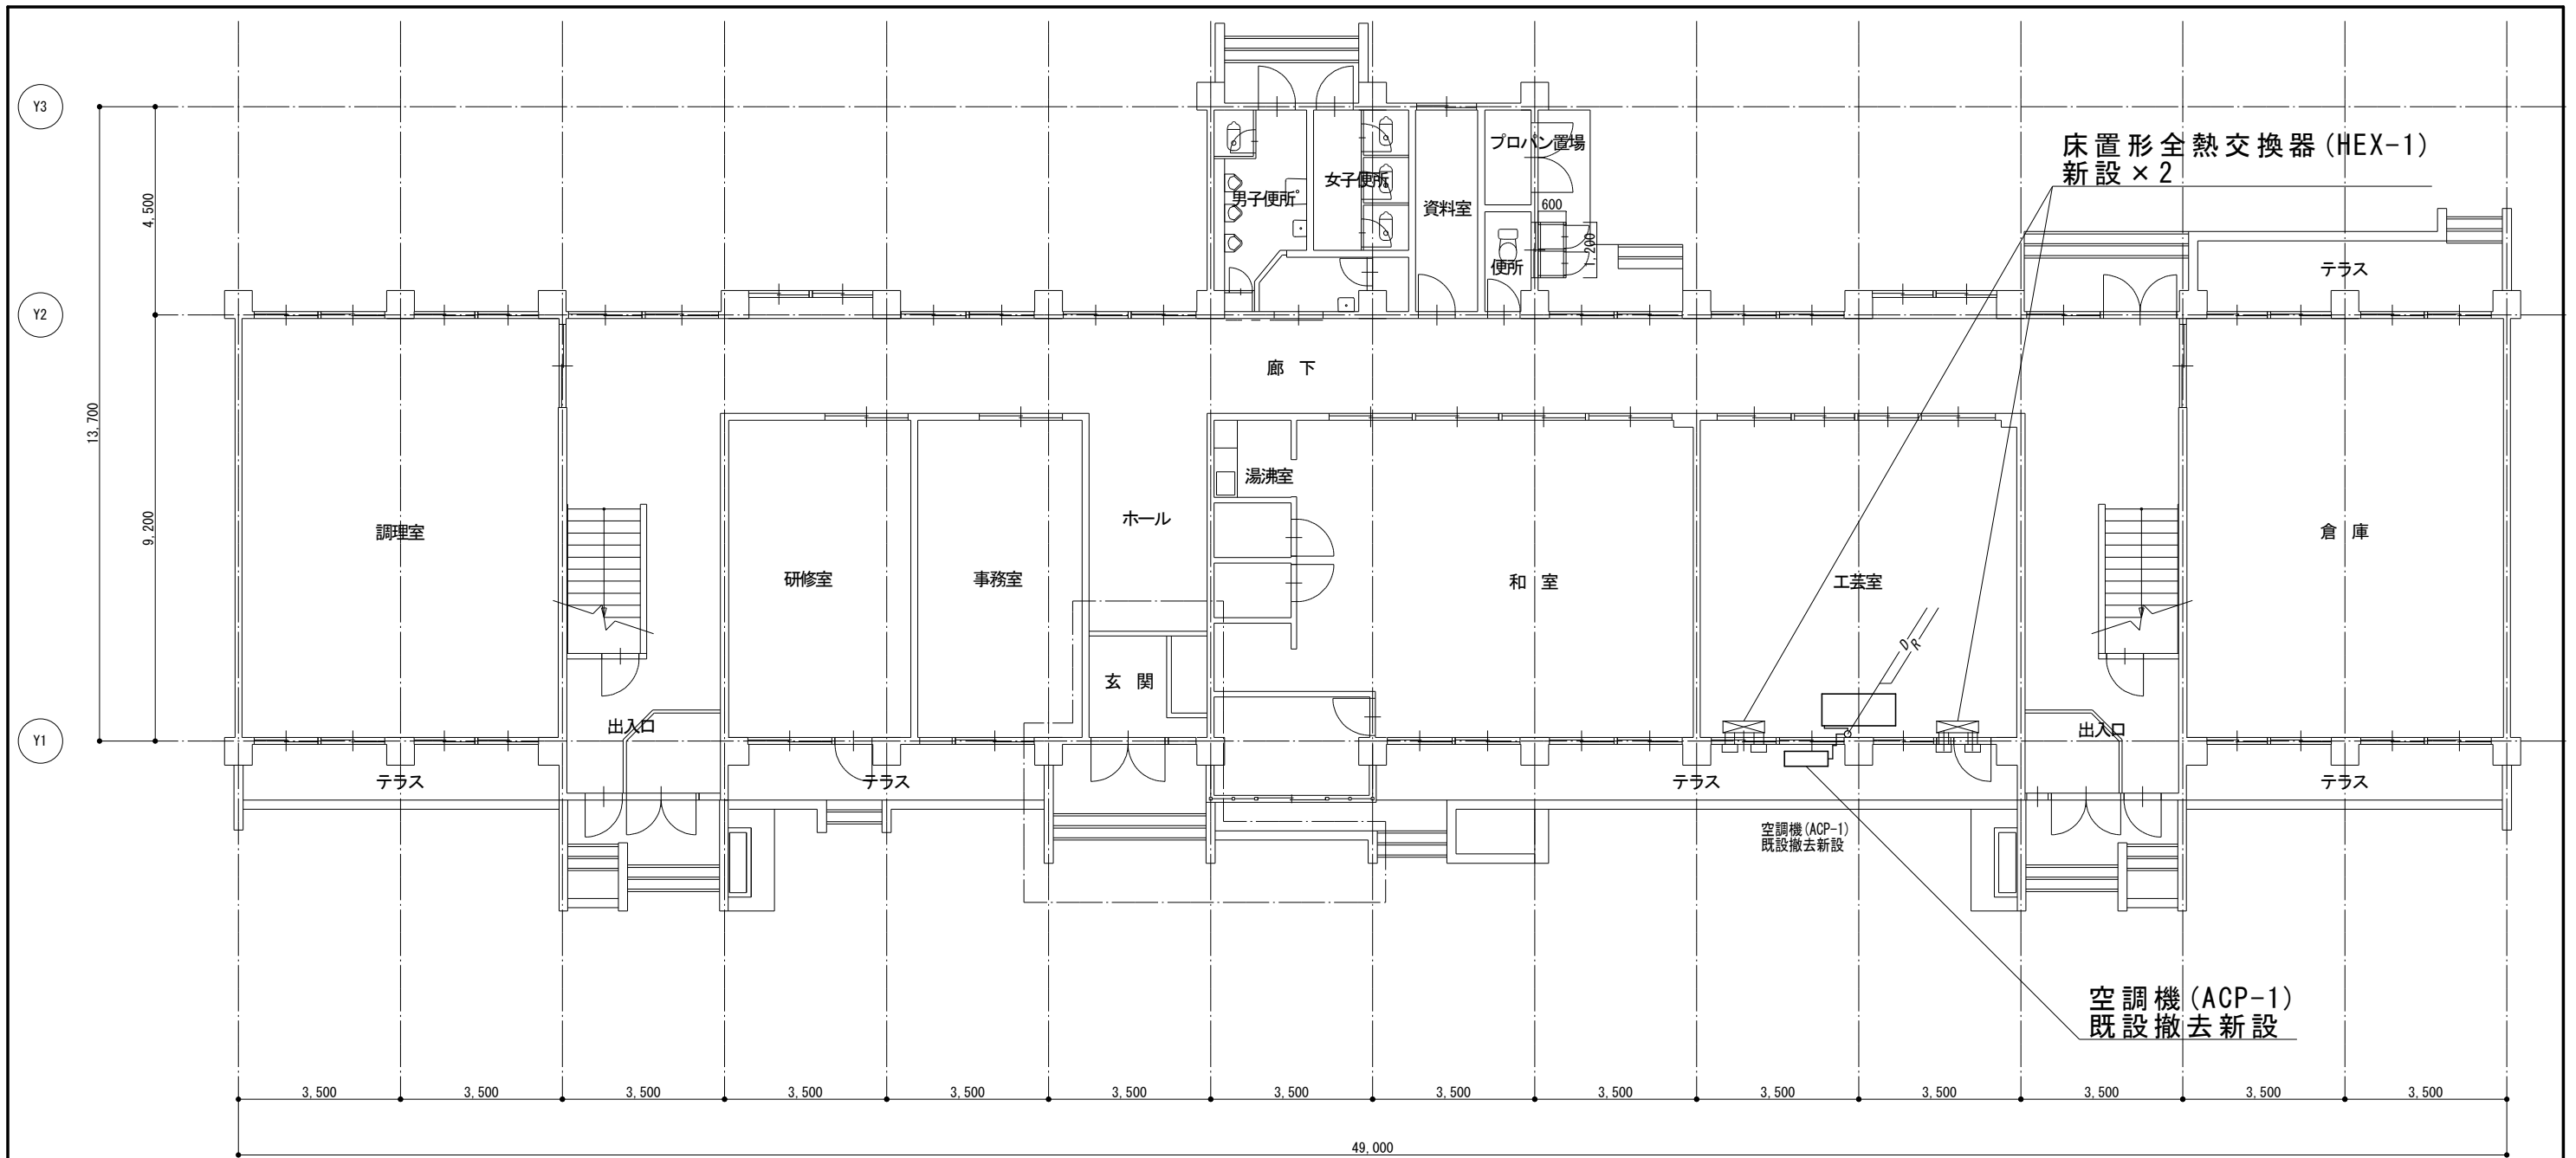 Y3
プロパン置場
床置形全熱交換器(HEX-1)
新設×2
男子便所
女子便所
資料室
600
1,200
4,500
便所
テラス
Y2
廊 下
13,700
9,200
調理室
湯沸室
ホール
倉 庫
研修室
事務室
和 室
工芸室
D
R
玄 関
出入口
出入口
Y1
テラス
テラス
テラス
テラス
空調機(ACP-1)
既設撤去新設
空調機(ACP-1)
既設撤去新設
3,500 3,500 3,500 3,500 3,500 3,500 3,500 3,500 3,500 3,500 3,500 3,500 3,500 3,500
49,000